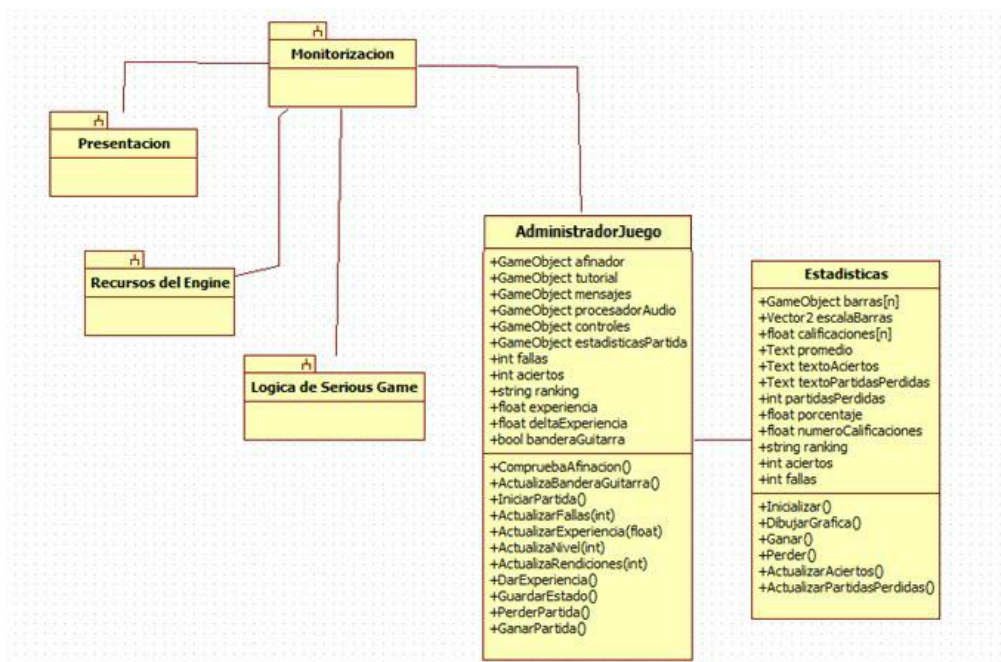 Monitorizacion
Presentacion
Recursos del Engine
Logica de Serious Game
AdministradorJuego
+GameObject afinador
+GameObject tutorial
+GameObject mensajes
+GameObject procesadorAudio
+GameObject controles
+GameObject estadisticasPartida
+int fallas
+int aciertos
+string ranking
+float experiencia
+float deltaExperiencia
+bool banderaGuitarra
+CompruebaAfinacion()
+ActualizaBanderaGuitarra()
+IniciarPartida()
+ActualizarFallas(int)
+ActualizarExperiencia(float)
+ActualizaNivel(int)
+ActualizaRendiciones(int)
+DarExperiencia()
+GuardarEstado()
+PerderPartida()
+GanarPartida()
Estadisticas
+GameObject barras[n]
+Vector2 escalaBarras
+float calificaciones[n]
+Text promedio
+Text textoAciertos
+Text textoPartidasPerdidas
+int partidasPerdidas
+float porcentaje
+float numeroCalificaciones
+string ranking
+int aciertos
+int fallas
+Inicializar()
+DibujarGrafica()
+Ganar()
+Perder()
+ActualizarAciertos()
+ActualizarPartidasPerdidas()